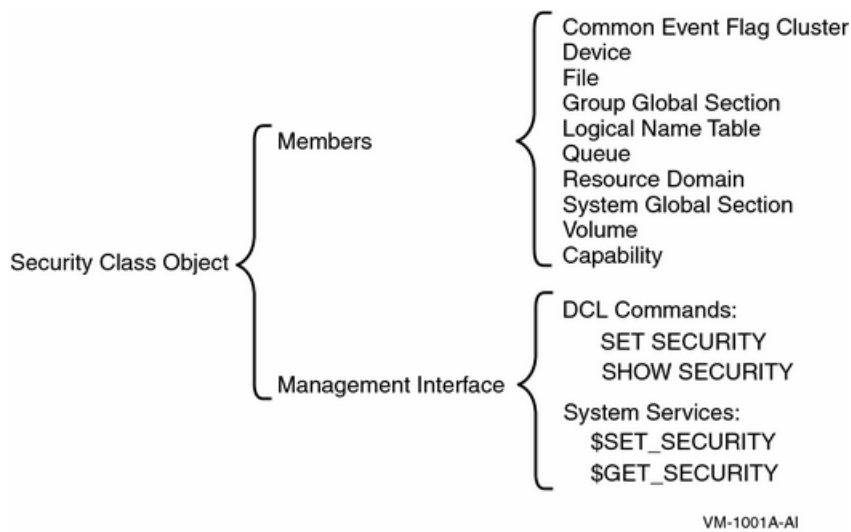 Security Class Object
Members
Common Event Flag Cluster
Device
File
Group Global Section
Logical Name Table
Queue
Resource Domain
System Global Section
Volume
Capability
Management Interface
DCL Commands:
SET SECURITY
SHOW SECURITY
System Services:
$SET_SECURITY
$GET_SECURITY
VM-1001A-AI